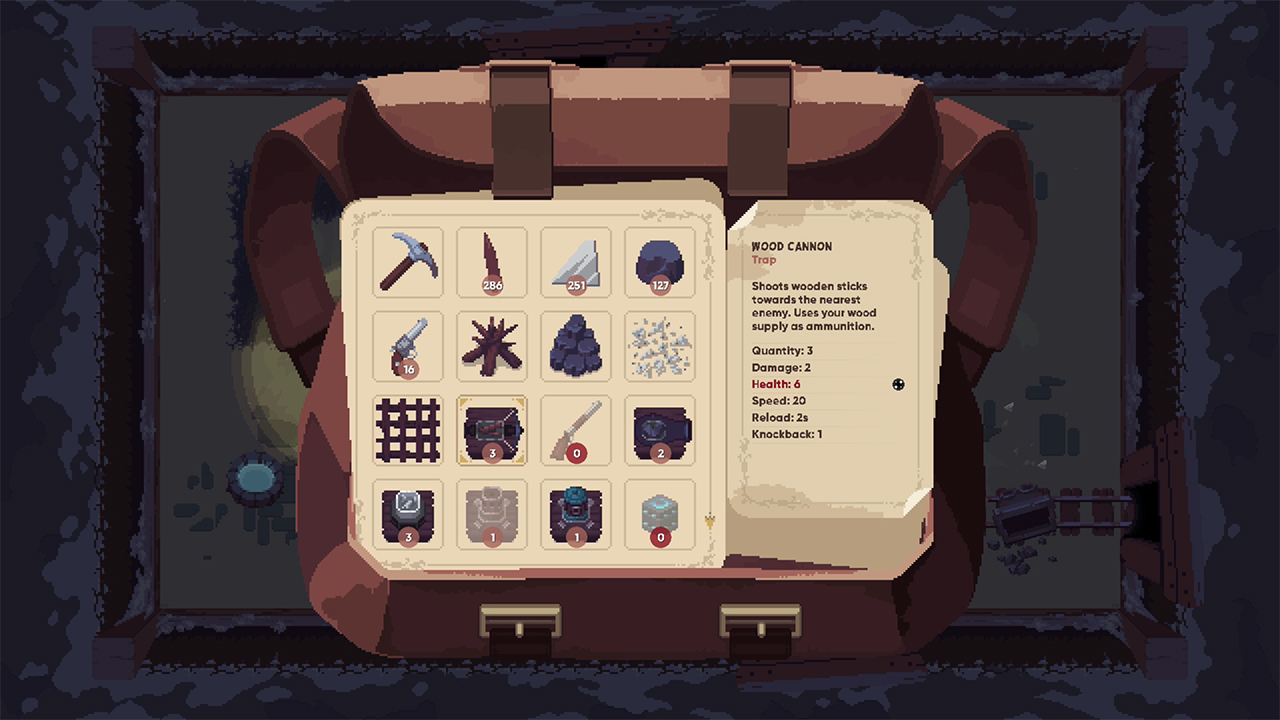 286
251
127
16
3
0
2
3
1
1
0
WOOD CANNON
Trap
Shoots wooden sticks
towards the nearest
enemy. Uses your wood
supply as ammunition.
Quantity: 3
Damage: 2
Health: 6
Speed: 20
Reload: 2s
Knockback: 1